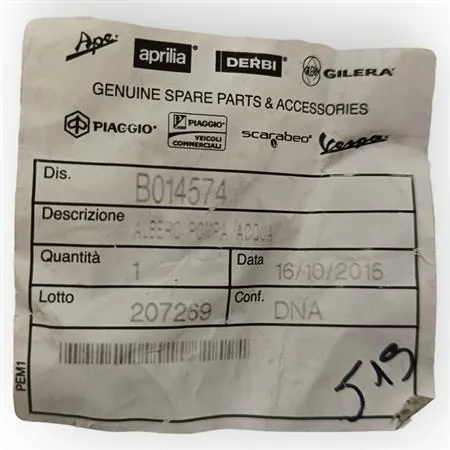 Ape aprilia DERBI GILERA
GENUINE SPARE PARTS & ACCESSORIES
PIAGGIO PIAGGIO VEICOLI COMMERCIALI scarabeo Vespa
Dis. B014574
Descrizione ALBERO POMPA ACQUA
Quantità 1 Data 16/10/2015
Lotto 207269 Conf. DNA
PEM1
519